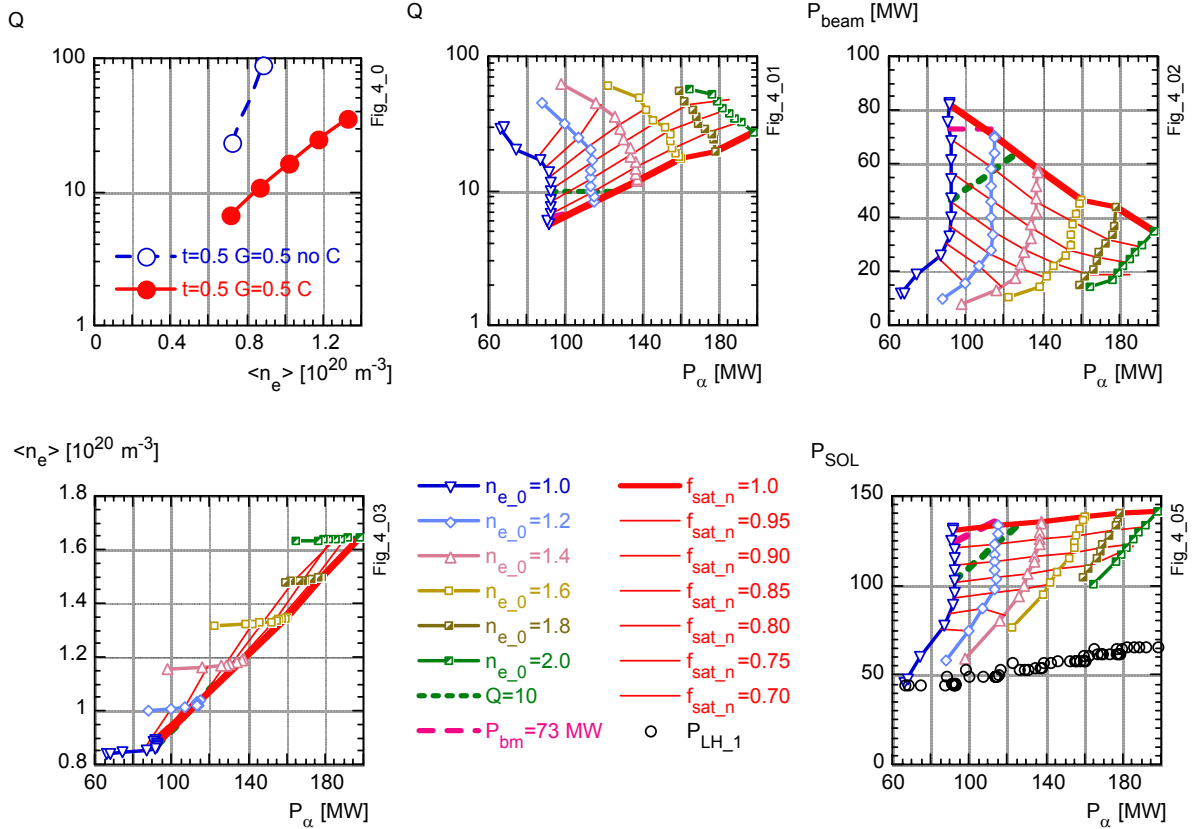 Q
100
10
1
0
0.4
0.8
1.2
<n_e> [10^20 m^-3]
Fig_4_0
t=0.5 G=0.5 no C
t=0.5 G=0.5 C
Q
100
10
1
60
100
140
180
P_α [MW]
Fig_4_01
P_beam [MW]
100
80
60
40
20
0
60
100
140
180
P_α [MW]
Fig_4_02
<n_e> [10^20 m^-3]
1.8
1.6
1.4
1.2
1
0.8
60
100
140
180
P_α [MW]
Fig_4_03
n_e_0=1.0
n_e_0=1.2
n_e_0=1.4
n_e_0=1.6
n_e_0=1.8
n_e_0=2.0
Q=10
P_bm=73 MW
f_sat_n=1.0
f_sat_n=0.95
f_sat_n=0.90
f_sat_n=0.85
f_sat_n=0.80
f_sat_n=0.75
f_sat_n=0.70
P_LH_1
P_SOL
150
100
50
0
60
100
140
180
P_α [MW]
Fig_4_05